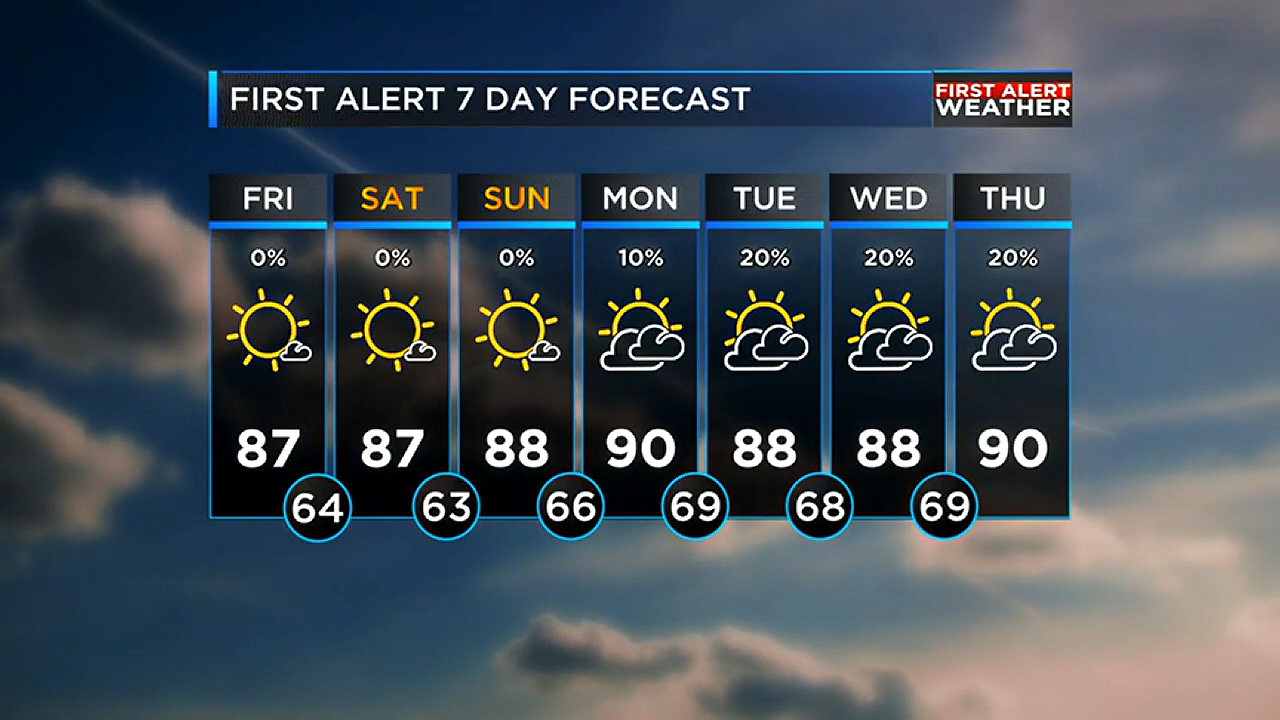 FIRST ALERT 7 DAY FORECAST
FIRST ALERT
WEATHER
FRI SAT SUN MON TUE WED THU
0% 0% 0% 10% 20% 20% 20%
87 87 88 90 88 88 90
64 63 66 69 68 69